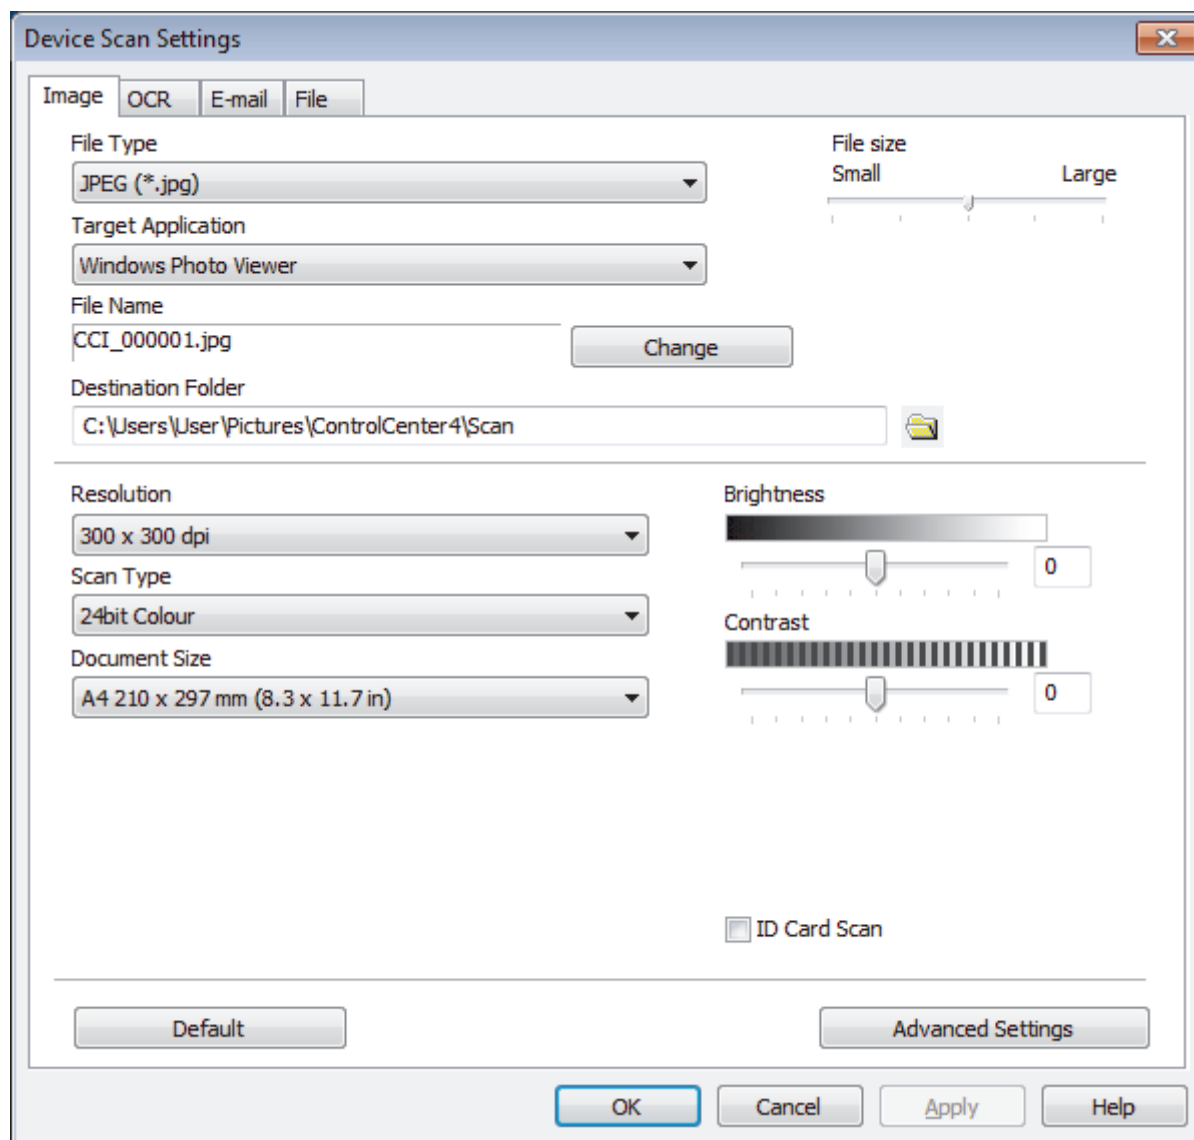 Device Scan Settings
Image OCR E-mail File
File Type
JPEG (*.jpg)
File size
Small Large
Target Application
Windows Photo Viewer
File Name
CCI_000001.jpg
Change
Destination Folder
C:\Users\User\Pictures\ControlCenter4\Scan
Resolution
300 x 300 dpi
Scan Type
24bit Colour
Document Size
A4 210 x 297 mm (8.3 x 11.7 in)
Brightness
0
Contrast
0
ID Card Scan
Default
Advanced Settings
OK Cancel Apply Help